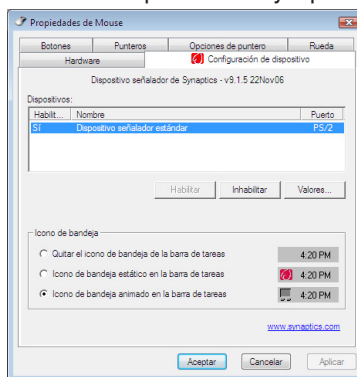 Propiedades de Mouse
Botones Punteros Opciones de puntero Rueda
Hardware Configuración de dispositivo
Dispositivo señalador de Synaptics - v9.1.5 22Nov06
Dispositivos:
Habilit... Nombre Puerto
Sí Dispositivo señalador estándar PS/2
Habilitar Inhabilitar Valores...
Icono de bandeja
Quitar el icono de bandeja de la barra de tareas 4:20 PM
Icono de bandeja estático en la barra de tareas 4:20 PM
Icono de bandeja animado en la barra de tareas 4:20 PM
www.synaptics.com
Aceptar Cancelar Aplicar